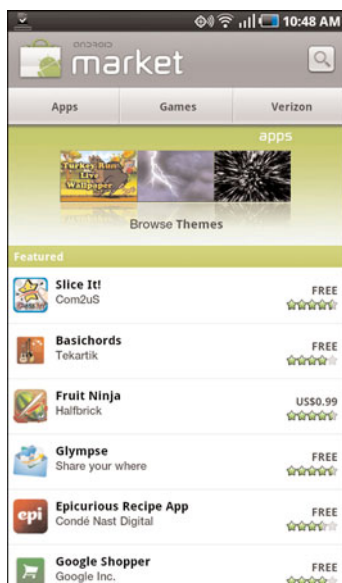 10:48 AM
android
market
Apps Games Verizon
apps
Turkey Run Live Wallpaper
Browse Themes
Featured
Slice It!
Com2uS
FREE
Basichords
Tekartik
FREE
Fruit Ninja
Halfbrick
US$0.99
Glympse
Share your where
FREE
epi
Epicurious Recipe App
Condé Nast Digital
FREE
Google Shopper
Google Inc.
FREE